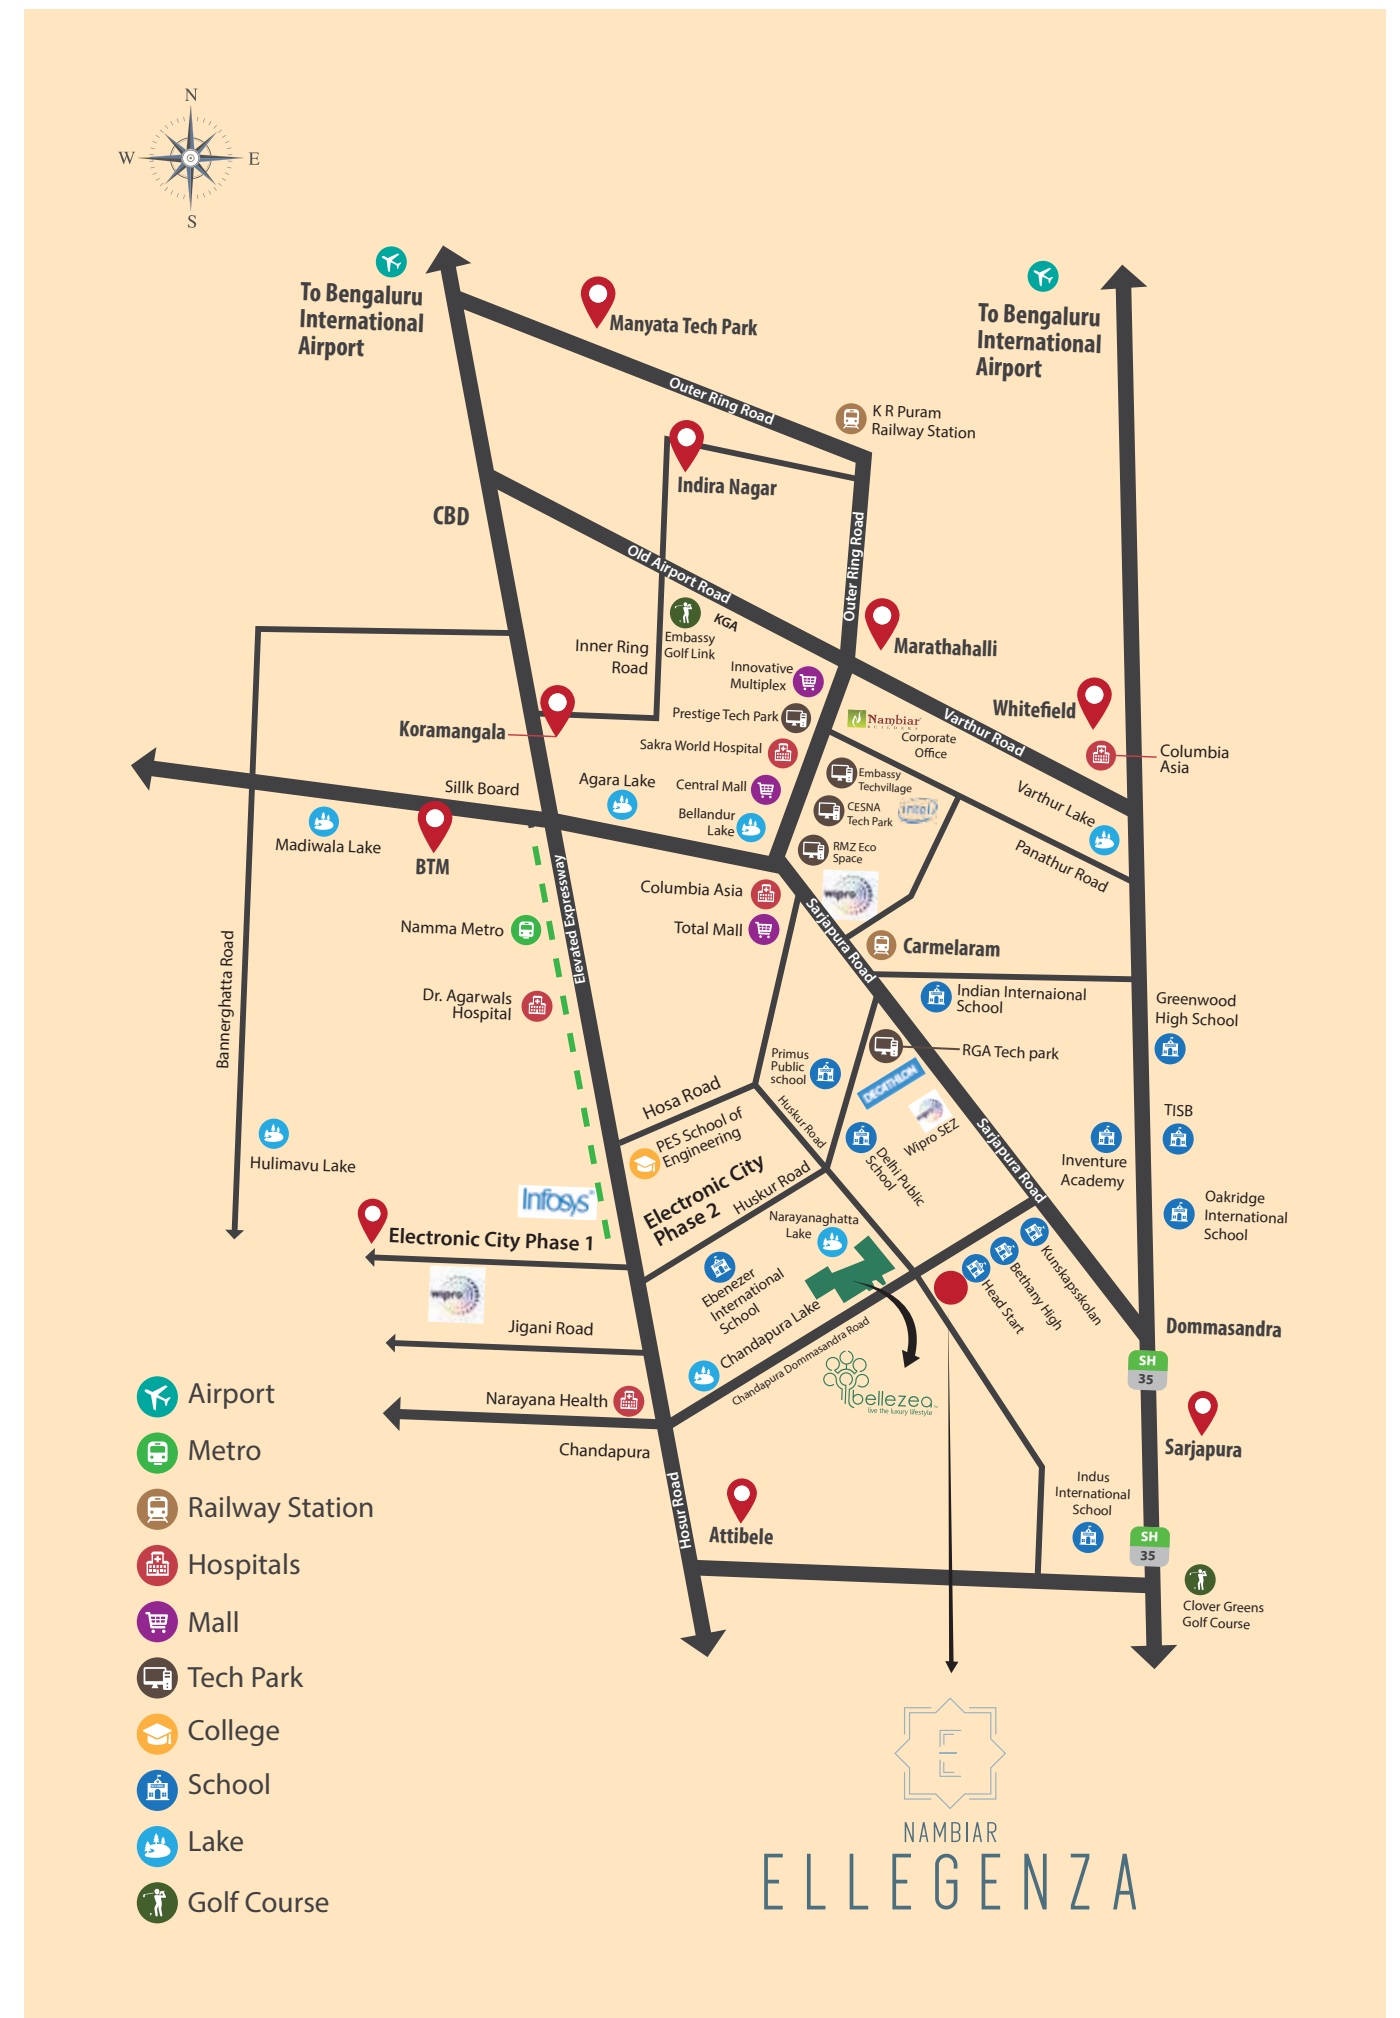 N
W
E
S
To Bengaluru
International
Airport
Manyata Tech Park
To Bengaluru
International
Airport
Outer Ring Road
K R Puram
Railway Station
Indira Nagar
CBD
Old Airport Road
Outer Ring Road
KGA
Embassy
Golf Link
Inner Ring
Road
Marathahalli
Innovative
Multiplex
Whitefield
Koramangala
Prestige Tech Park
Nambiar
BUILDERS
Corporate
Office
Varthur Road
Sakra World Hospital
Columbia
Asia
Sillk Board
Agara Lake
Central Mall
Embassy
Techvillage
Varthur Lake
Bellandur
Lake
CESNA
Tech Park
intel
Madiwala Lake
BTM
RMZ Eco
Space
Panathur Road
Columbia Asia
wipro
Elevated Expressway
Sarjapura Road
Namma Metro
Total Mall
Carmelaram
Bannerghatta Road
Dr. Agarwals
Hospital
Indian Internaional
School
Greenwood
High School
RGA Tech park
Primus
Public
school
DECATHLON
Hosa Road
Huskur Road
Wipro SEZ
TISB
PES School of
Engineering
Delhi Public
School
Sarjapura Road
Inventure
Academy
Hulimavu Lake
Electronic City
Phase 2
Huskur Road
Infosys
Narayanaghatta
Lake
Oakridge
International
School
Electronic City Phase 1
Ebenezer
International
School
Kunskapsskolan
Bethany High
Head Start
wipro
Jigani Road
Chandapura Lake
Dommasandra
Chandapura Dommasandra Road
SH
35
bellezea
live the luxury lifestyle
Narayana Health
Chandapura
Sarjapura
Hosur Road
Attibele
Indus
International
School
SH
35
Clover Greens
Golf Course
Airport
Metro
Railway Station
Hospitals
Mall
Tech Park
College
School
Lake
Golf Course
E
NAMBIAR
ELLEGENZA